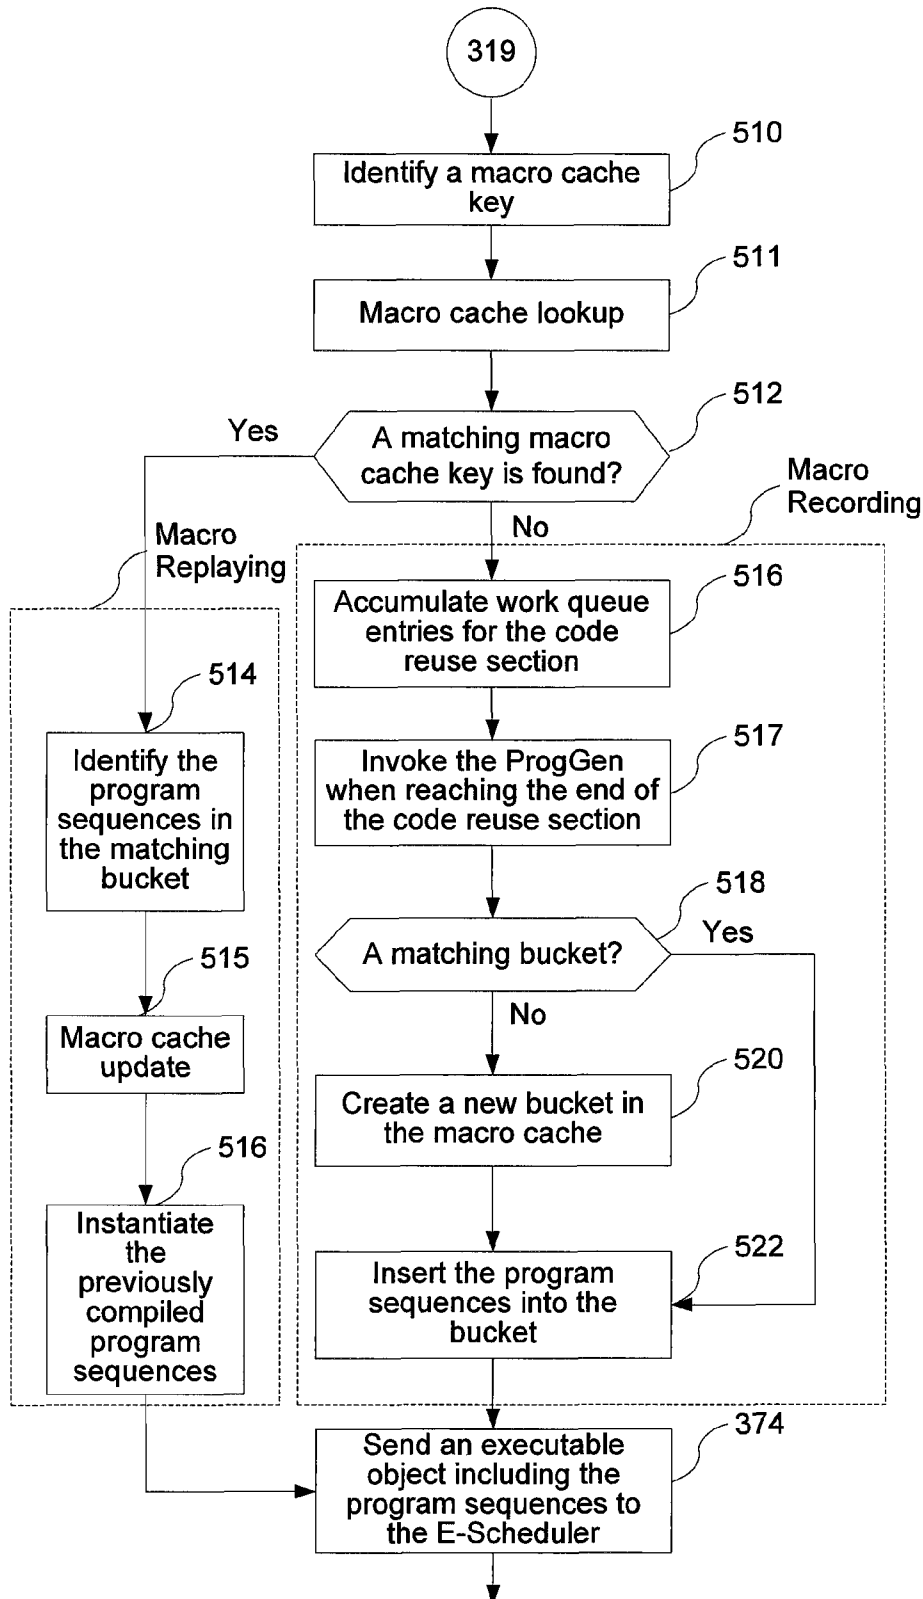 319
510
Identify a macro cache
key
511
Macro cache lookup
512
Yes
A matching macro
cache key is found?
Macro
Recording
No
Macro
Replaying
516
Accumulate work queue
entries for the code
reuse section
514
Identify the
program
sequences in
the matching
bucket
517
Invoke the ProgGen
when reaching the end of
the code reuse section
518
A matching bucket?
Yes
No
515
Macro cache
update
520
Create a new bucket in
the macro cache
516
Instantiate
the
previously
compiled
program
sequences
522
Insert the program
sequences into the
bucket
374
Send an executable
object including the
program sequences to
the E-Scheduler